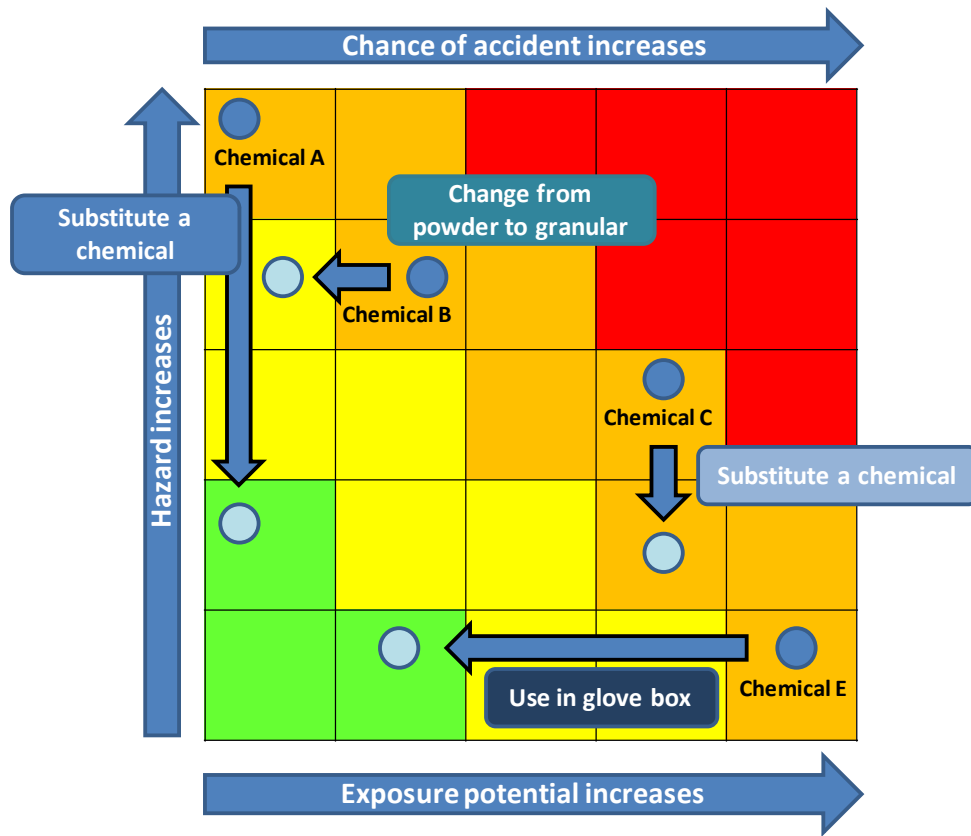 Chance of accident increases
Chemical A
Substitute a
chemical
Change from
powder to granular
Chemical B
Hazard increases
Chemical C
Substitute a chemical
Use in glove box
Chemical E
Exposure potential increases